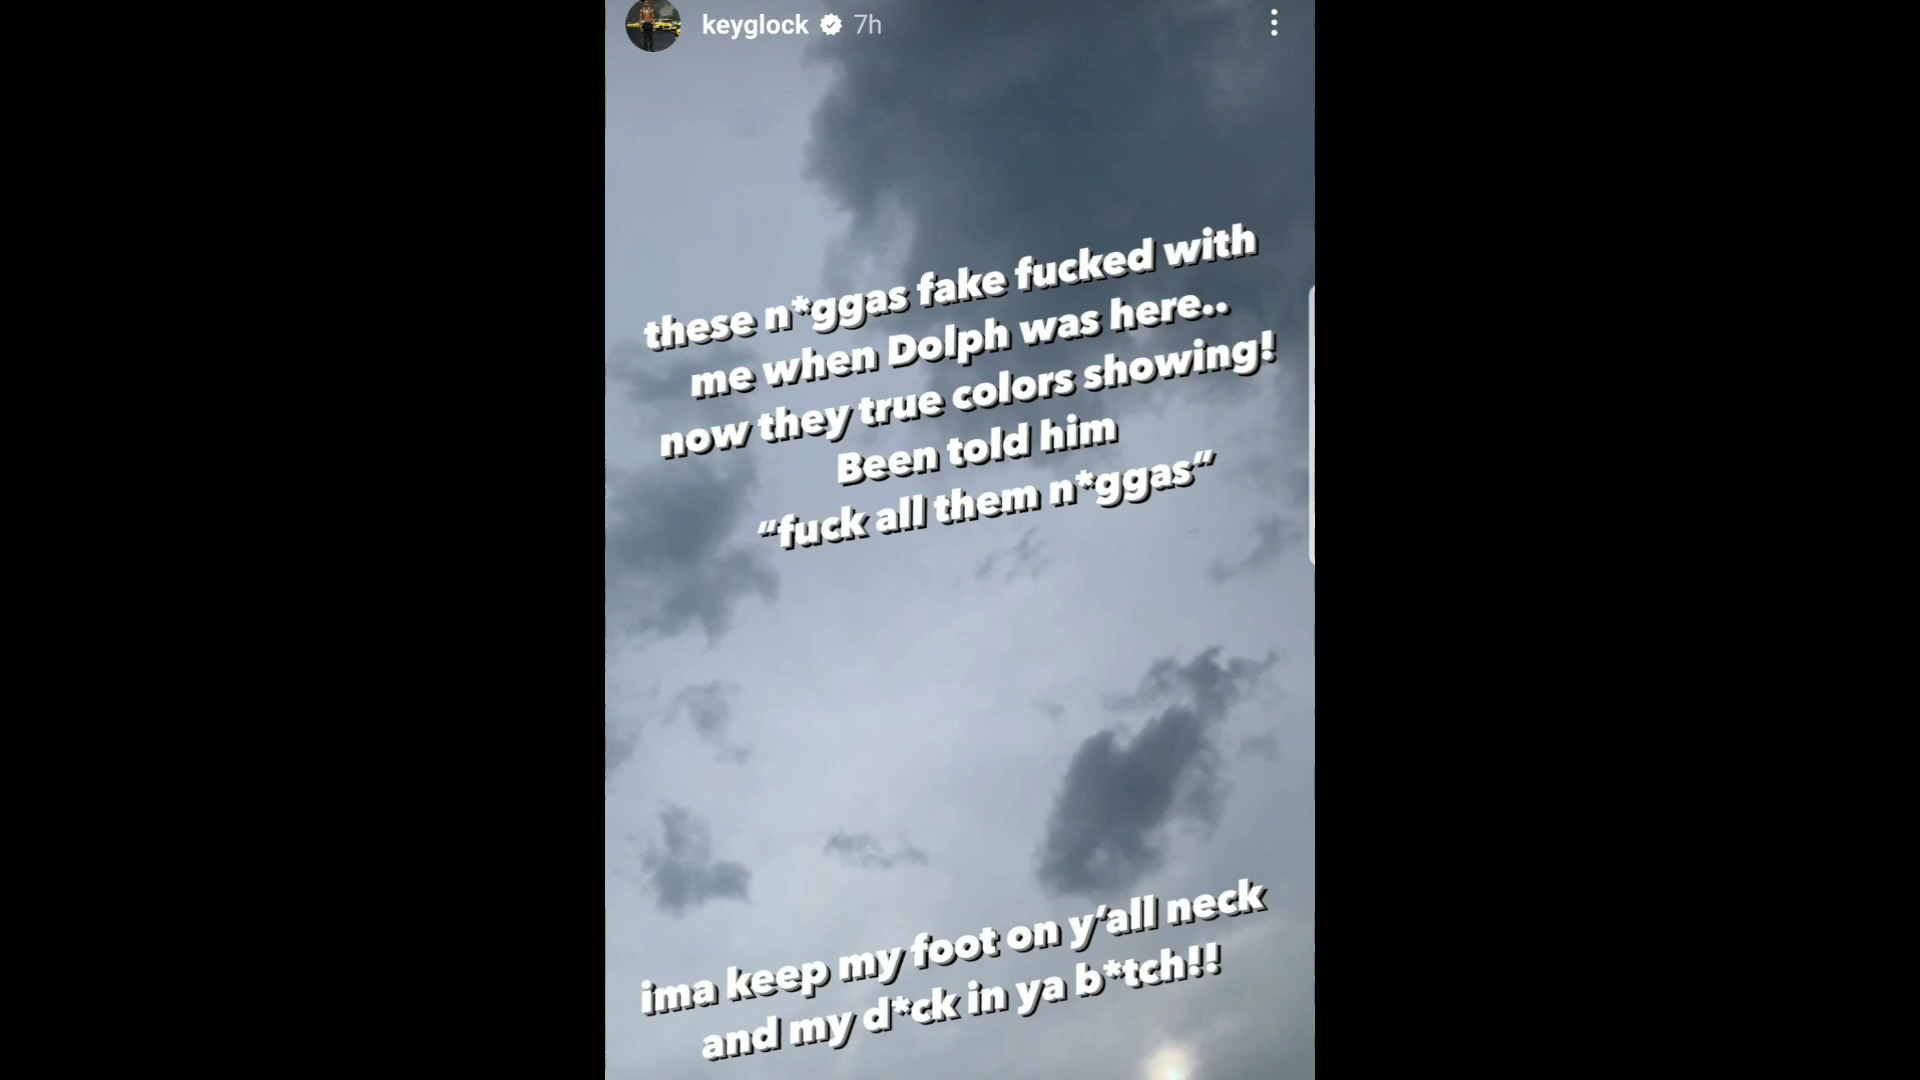 keyglock 7h
these n*ggas fake fucked with
me when Dolph was here..
now they true colors showing!
Been told him
“fuck all them n*ggas”
ima keep my foot on y’all neck
and my d*ck in ya b*tch!!